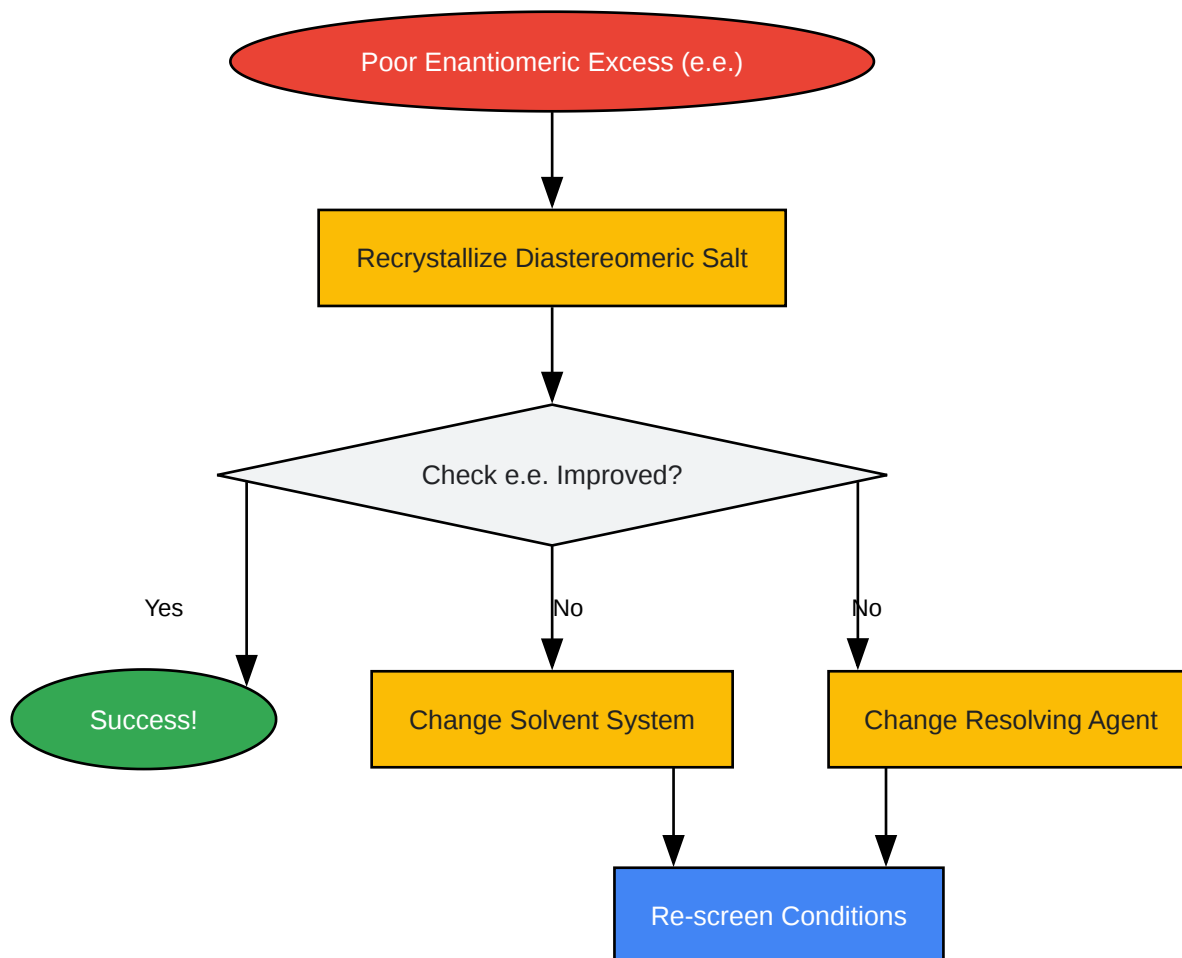 Poor Enantiomeric Excess (e.e.)
Recrystallize Diastereomeric Salt
Check e.e. Improved?
Yes
No
No
Success!
Change Solvent System
Change Resolving Agent
Re-screen Conditions